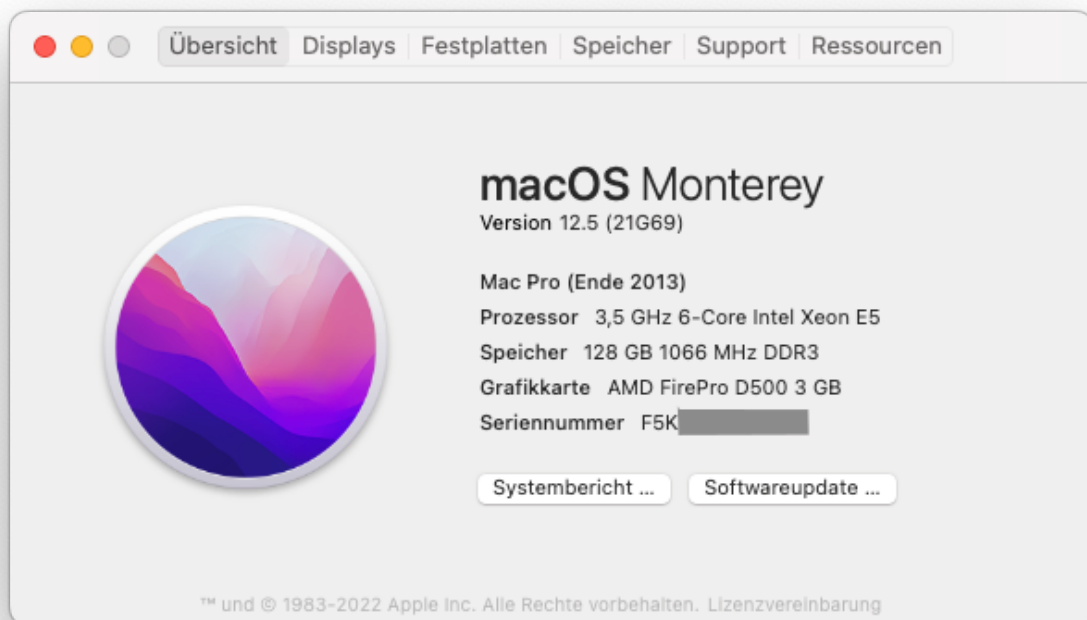 Übersicht Displays Festplatten Speicher Support Ressourcen
macOS Monterey
Version 12.5 (21G69)
Mac Pro (Ende 2013)
Prozessor 3,5 GHz 6-Core Intel Xeon E5
Speicher 128 GB 1066 MHz DDR3
Grafikkarte AMD FirePro D500 3 GB
Seriennummer F5K
Systembericht ... Softwareupdate ...
™ und © 1983-2022 Apple Inc. Alle Rechte vorbehalten. Lizenzvereinbarung